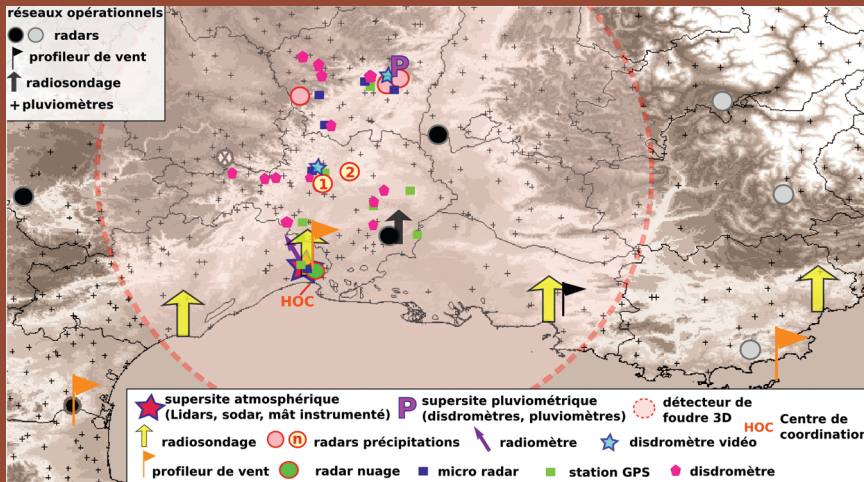 réseaux opérationnels
radars
profileur de vent
radiosondage
pluviomètres
P
1
2
HOC
supersite atmosphérique
(Lidars, sodar, mât instrumenté)
P
supersite pluviométrique
(disdromètres, pluviomètres)
détecteur de
foudre 3D
HOC
Centre de
coordination
radiosondage
n
radars précipitations
radiomètre
disdromètre vidéo
profileur de vent
radar nuage
micro radar
station GPS
disdromètre